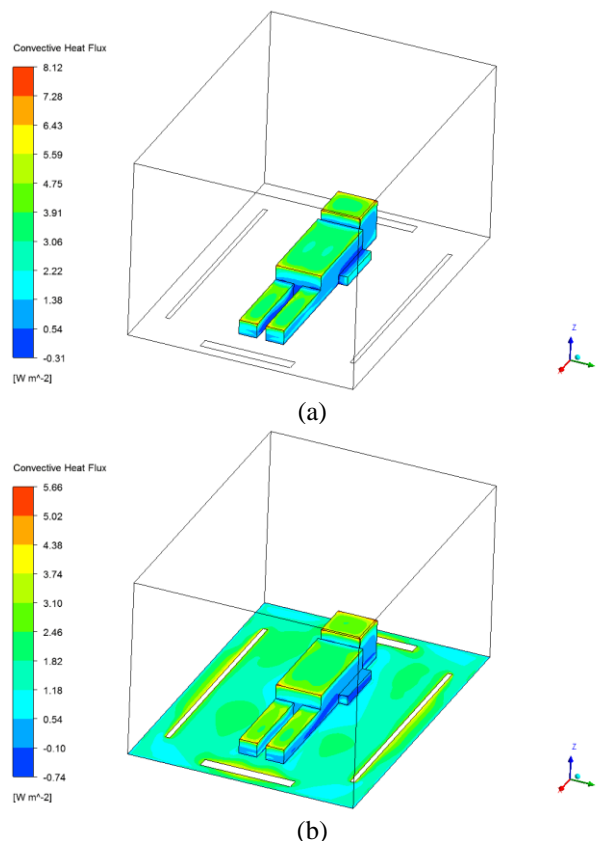 Convective Heat Flux
8.12
7.28
6.43
5.59
4.75
3.91
3.06
2.22
1.38
0.54
-0.31
[W m^-2]
Z
(a)
Convective Heat Flux
5.66
5.02
4.38
3.74
3.10
2.46
1.82
1.18
0.54
-0.10
-0.74
[W m^-2]
Z
(b)